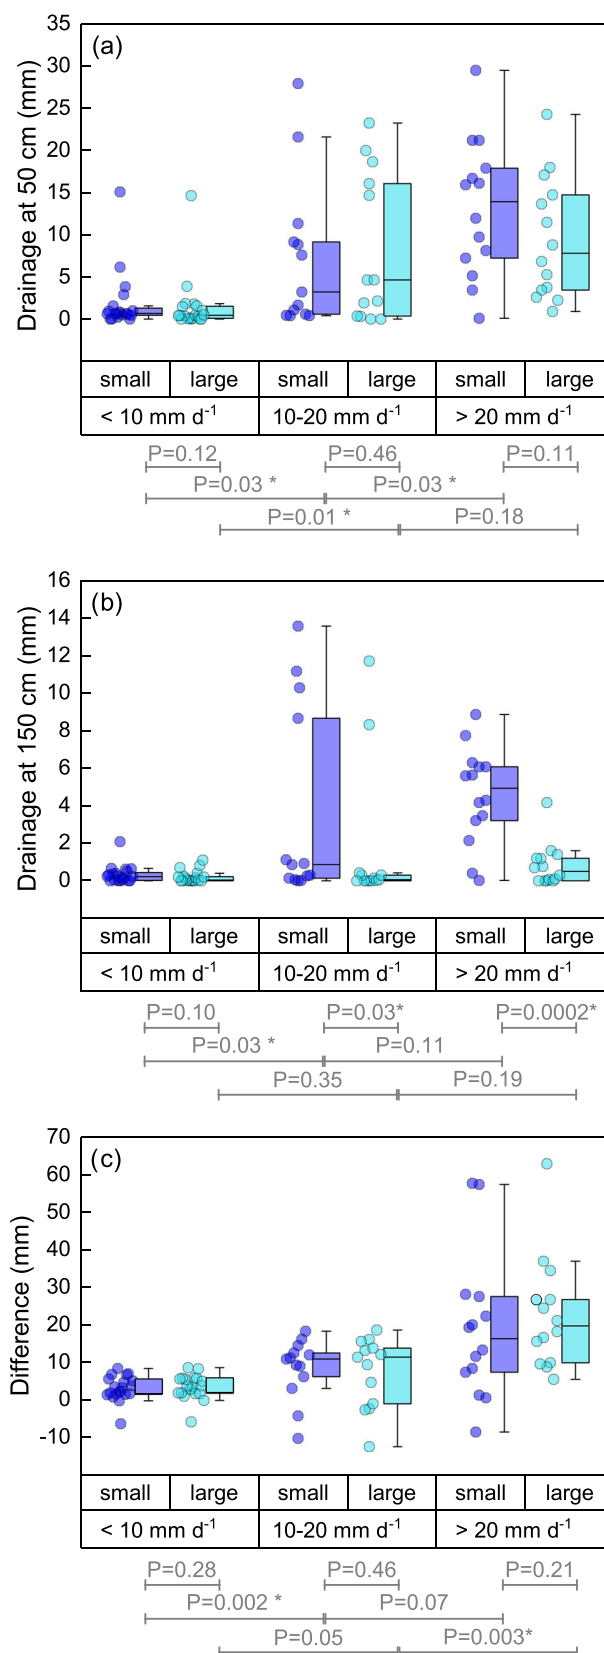 (a)
Drainage at 50 cm (mm)
35
30
25
20
15
10
5
0
small large small large small large
< 10 mm d-1 10-20 mm d-1 > 20 mm d-1
P=0.12 P=0.46 P=0.11
P=0.03 * P=0.03 *
P=0.01 * P=0.18
(b)
Drainage at 150 cm (mm)
16
14
12
10
8
6
4
2
0
small large small large small large
< 10 mm d-1 10-20 mm d-1 > 20 mm d-1
P=0.10 P=0.03* P=0.0002*
P=0.03 * P=0.11
P=0.35 P=0.19
(c)
Difference (mm)
70
60
50
40
30
20
10
0
-10
small large small large small large
< 10 mm d-1 10-20 mm d-1 > 20 mm d-1
P=0.28 P=0.46 P=0.21
P=0.002 * P=0.07
P=0.05 P=0.003*